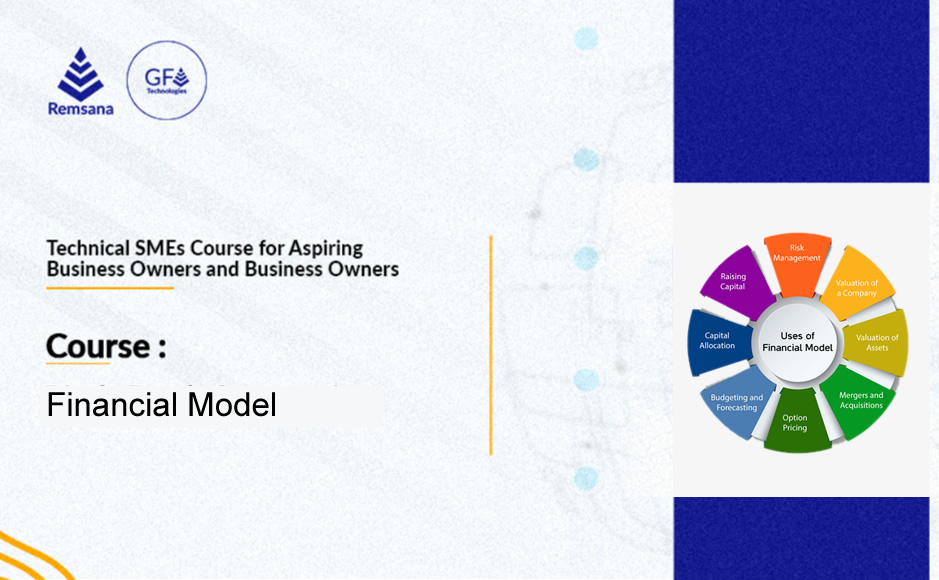 Remsana
GF
Technologies
Technical SMEs Course for Aspiring
Business Owners and Business Owners
Course :
Financial Model
Uses of
Financial Model
Risk
Management
Valuation of
a Company
Valuation of
Assets
Mergers and
Acquisitions
Option
Pricing
Budgeting and
Forecasting
Capital
Allocation
Raising
Capital